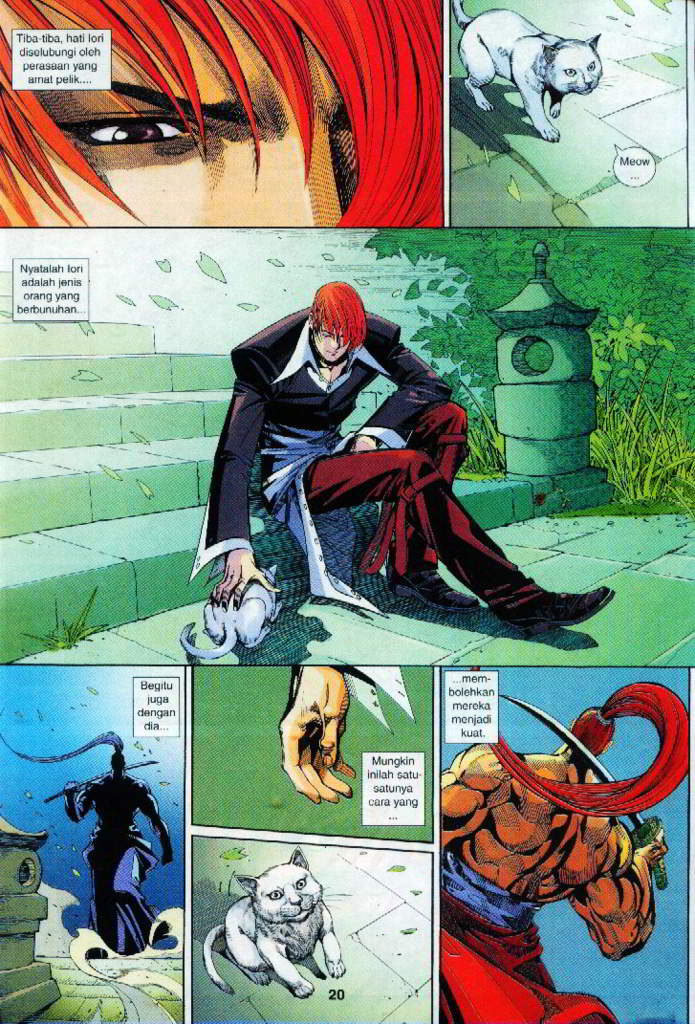 Tiba-tiba, hati Iori
diselubungi oleh
perasaan yang
amat pelik....
Meow
...
Nyatalah Iori
adalah jenis
orang yang
berbunuhan...
Begitu
juga
dengan
dia...
Mungkin
inilah satu-
satunya
cara yang
...
...mem-
bolehkan
mereka
menjadi
kuat.
20